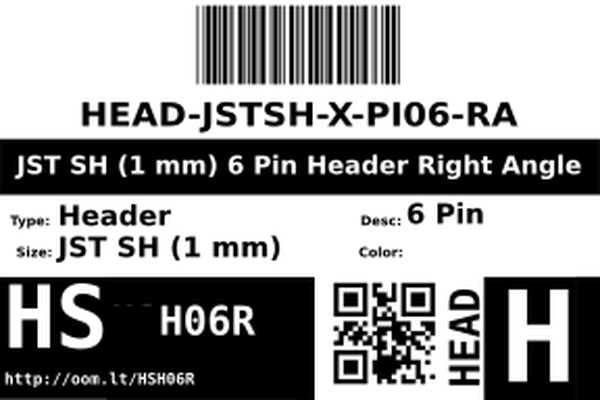 HEAD-JSTSH-X-PI06-RA
JST SH (1 mm) 6 Pin Header Right Angle
Type: Header
Desc: 6 Pin
Size: JST SH (1 mm)
Color:
HS H06R
http://oom.lt/HSH06R
HEAD
H